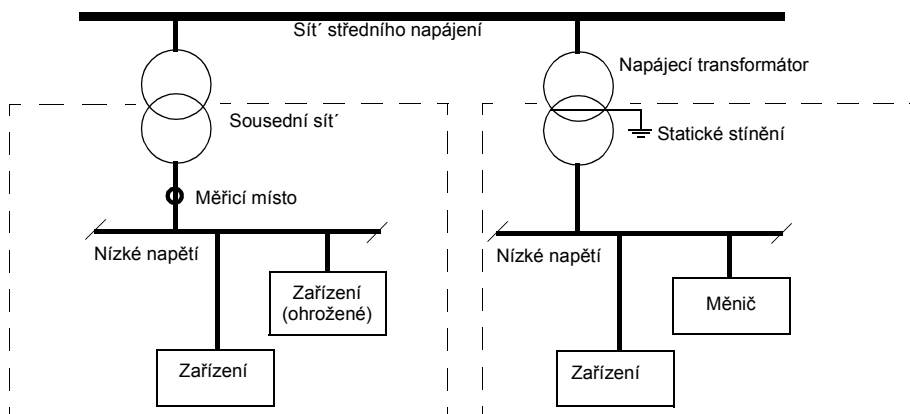 Sít´ středního napájení
Napájecí transformátor
Sousední sít´
Statické stínění
Měřicí místo
Nízké napětí
Nízké napětí
Zařízení
(ohrožené)
Měnič
Zařízení
Zařízení